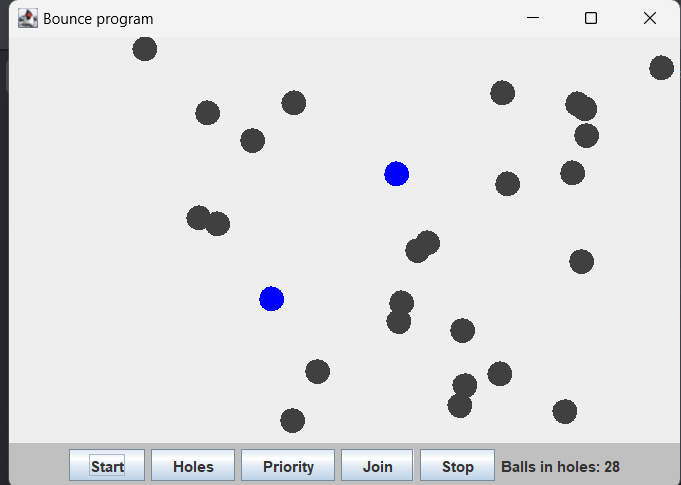 Bounce program
Start Holes Priority Join Stop Balls in holes: 28